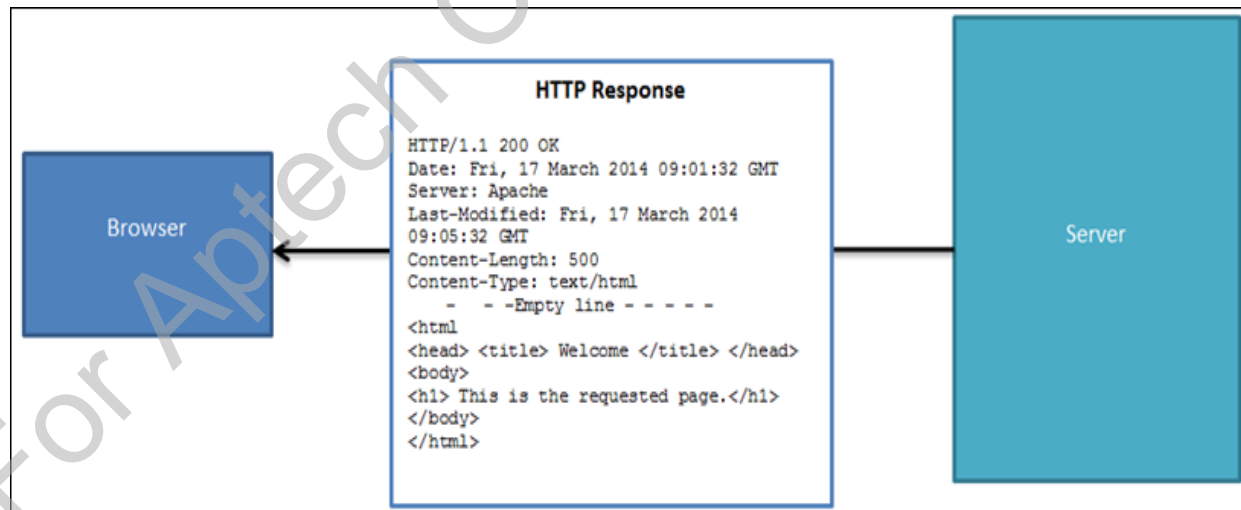 HTTP Response
HTTP/1.1 200 OK
Date: Fri, 17 March 2014 09:01:32 GMT
Server: Apache
Last-Modified: Fri, 17 March 2014
09:05:32 GMT
Content-Length: 500
Content-Type: text/html
- - -Empty line - - - - -
<html
<head> <title> Welcome </title> </head>
<body>
<h1> This is the requested page.</h1>
</body>
</html>
Browser
Server
For Aptech C